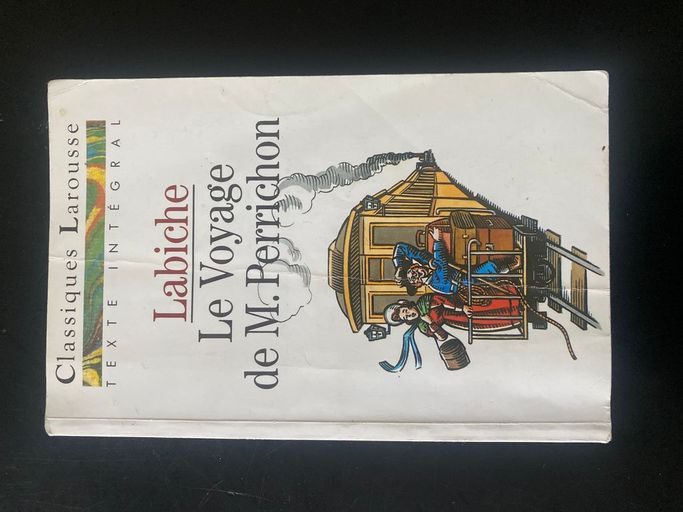 Classiques Larousse
TEXTE INTÉGRAL
Labiche
Le Voyage
de M. Perrichon